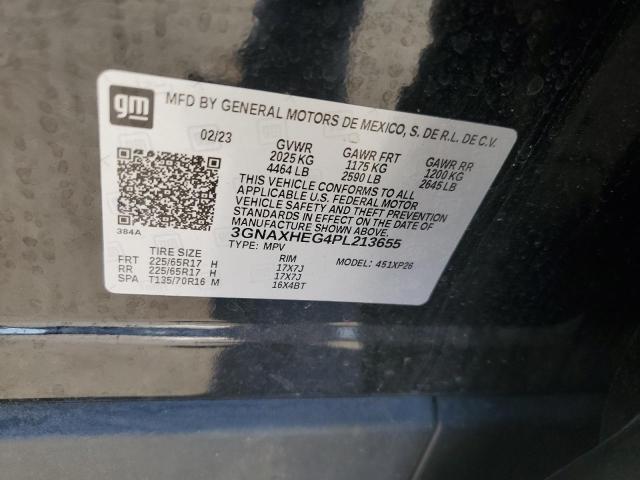 gm
MFD BY GENERAL MOTORS DE MEXICO, S. DE R.L. DE C.V.
02/23 GVWR GAWR FRT GAWR RR
2025 KG 1175 KG 1200 KG
4464 LB 2590 LB 2645 LB
THIS VEHICLE CONFORMS TO ALL
APPLICABLE U.S. FEDERAL MOTOR
VEHICLE SAFETY AND THEFT PREVENTION
STANDARDS IN EFFECT ON THE DATE OF
MANUFACTURE SHOWN ABOVE.
384A 3GNAXHEG4PL213655
TYPE: MPV MODEL: 451XP26
TIRE SIZE RIM
FRT 225/65R17 H 17X7J
RR 225/65R17 H 17X7J
SPA T135/70R16 M 16X4BT